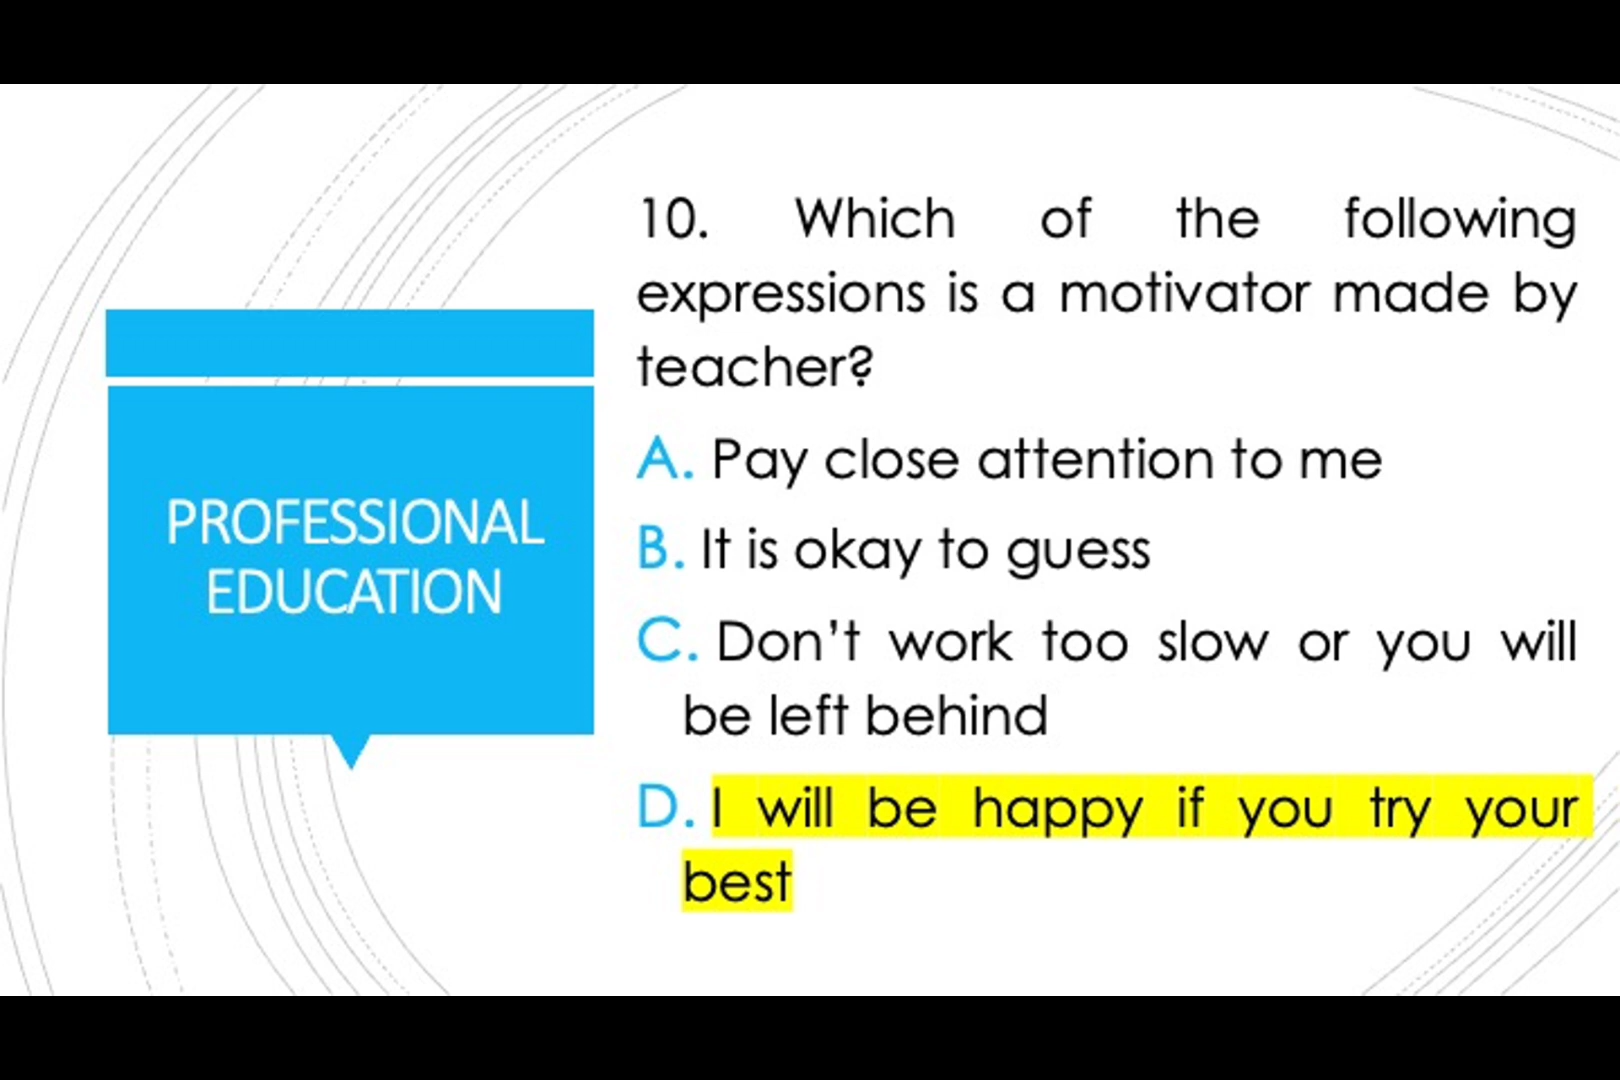 PROFESSIONAL
EDUCATION
10. Which of the following
expressions is a motivator made by
teacher?
A. Pay close attention to me
B. It is okay to guess
C. Don’t work too slow or you will
be left behind
D. I will be happy if you try your
best